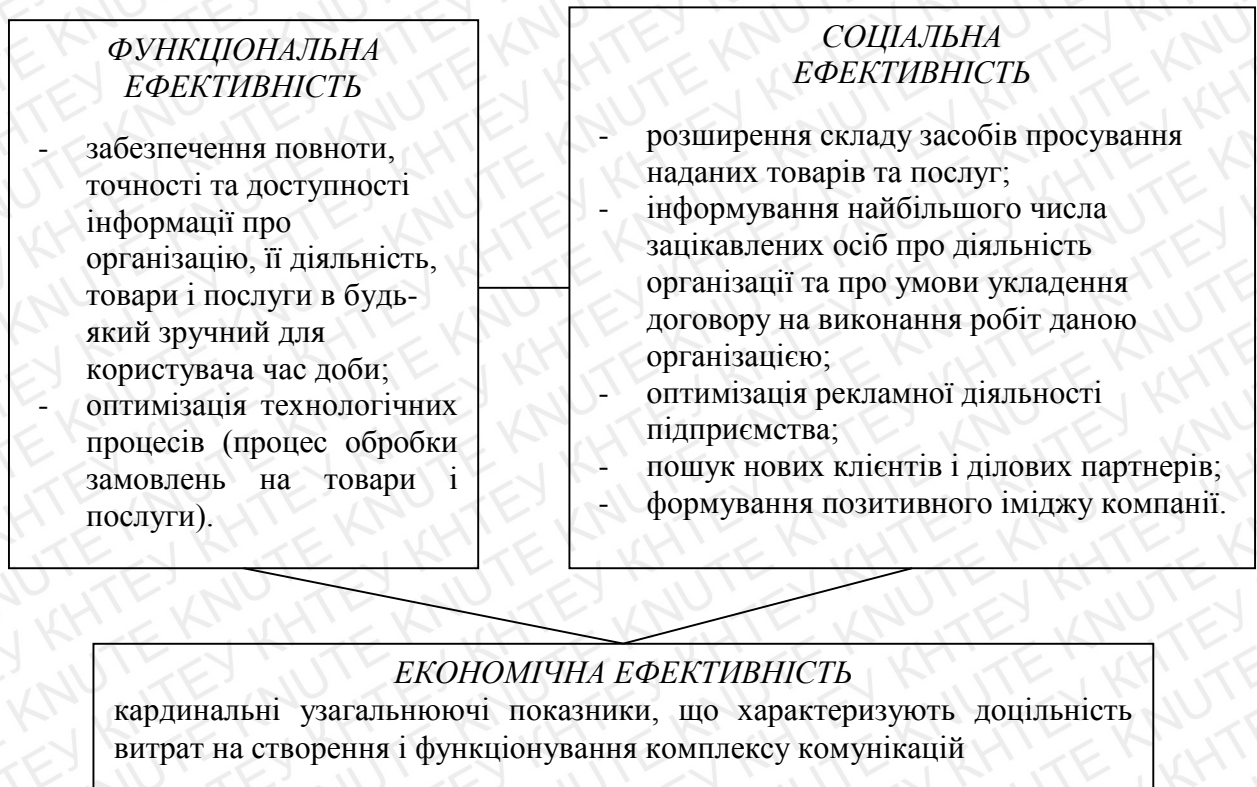 ФУНКЦІОНАЛЬНА
ЕФЕКТИВНІСТЬ
- забезпечення повноти,
точності та доступності
інформації про
організацію, її діяльність,
товари і послуги в будь-
який зручний для
користувача час доби;
- оптимізація технологічних
процесів (процес обробки
замовлень на товари і
послуги).
СОЦІАЛЬНА
ЕФЕКТИВНІСТЬ
- розширення складу засобів просування
наданих товарів та послуг;
- інформування найбільшого числа
зацікавлених осіб про діяльність
організації та про умови укладення
договору на виконання робіт даною
організацією;
- оптимізація рекламної діяльності
підприємства;
- пошук нових клієнтів і ділових партнерів;
- формування позитивного іміджу компанії.
ЕКОНОМІЧНА ЕФЕКТИВНІСТЬ
кардинальні узагальнюючі показники, що характеризують доцільність
витрат на створення і функціонування комплексу комунікацій